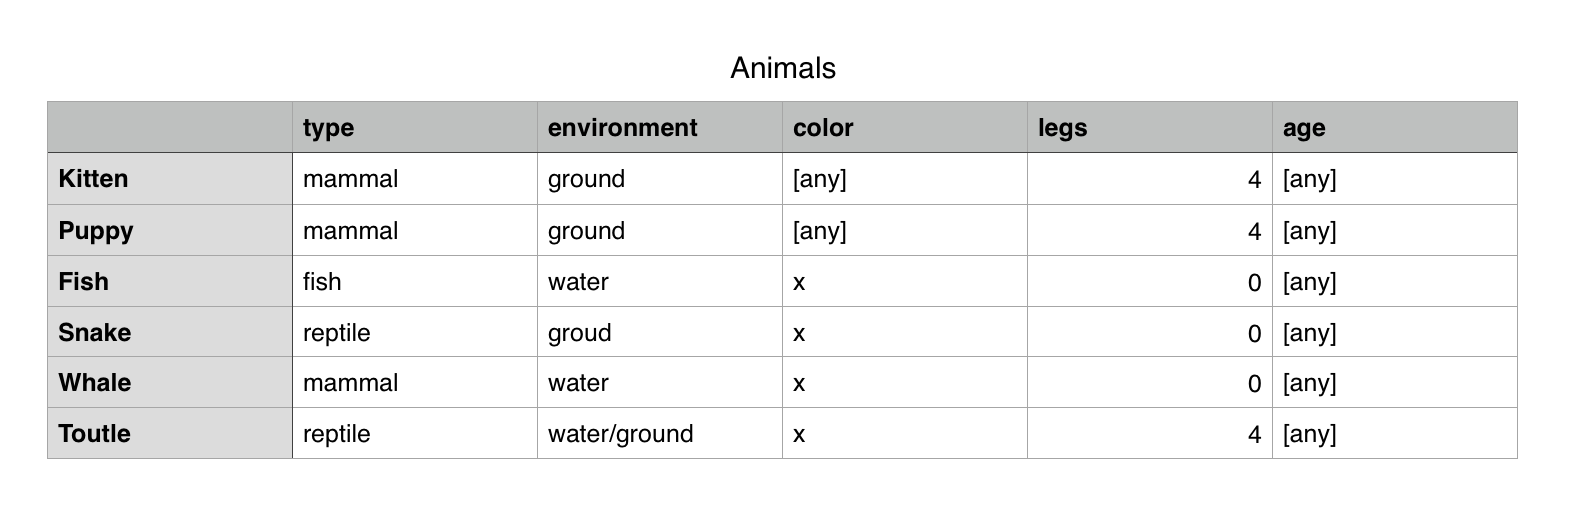 Animals
type environment color legs age
Kitten mammal ground [any] 4 [any]
Puppy mammal ground [any] 4 [any]
Fish fish water x 0 [any]
Snake reptile groud x 0 [any]
Whale mammal water x 0 [any]
Toutle reptile water/ground x 4 [any]